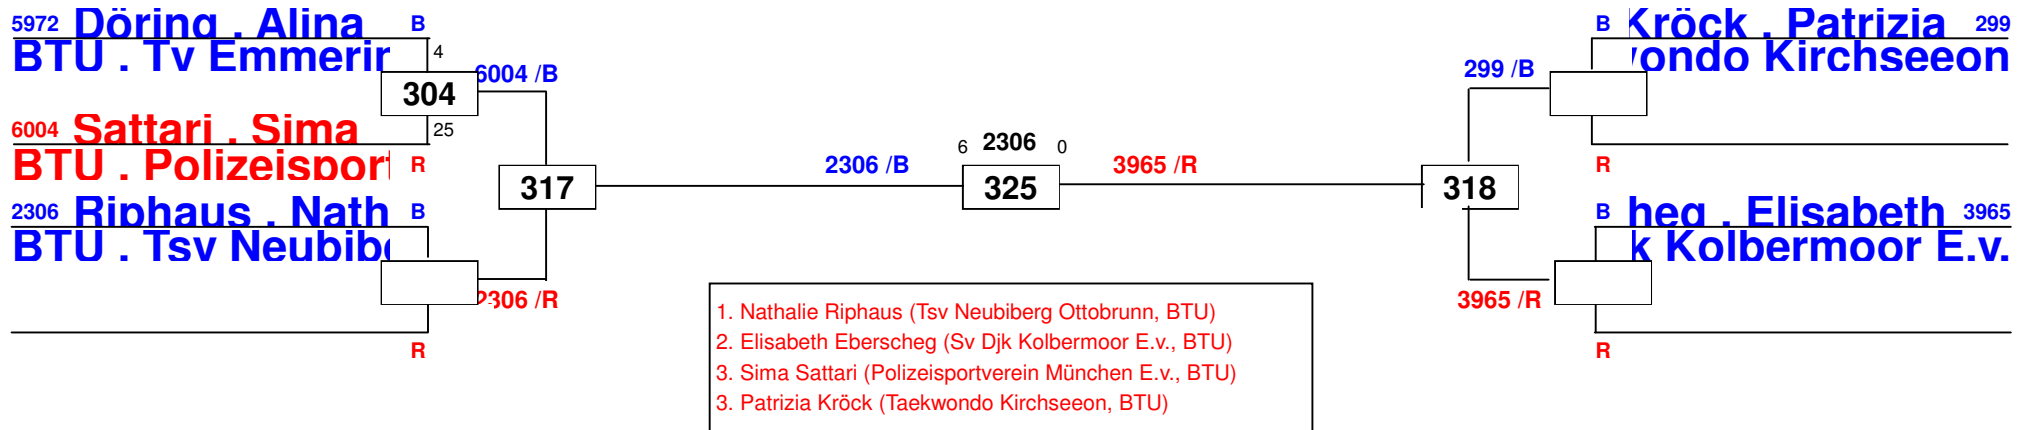 5972 Döring , Alina B
BTU . Tv Emmerin
4
304
6004 /B
25
6004 Sattari , Sima
BTU . Polizeisport R
317
2306 Riphaus , Nath B
BTU . Tsv Neubibe
2306 /R
R
2306 /B
6 2306 0
325
3965 /R
B Kröck , Patrizia 299
ondo Kirchseeon
299 /B
R
318
B heg , Elisabeth 3965
k Kolbermoor E.v.
3965 /R
R
1. Nathalie Riphaus (Tsv Neubiberg Ottobrunn, BTU)
2. Elisabeth Eberscheg (Sv Djk Kolbermoor E.v., BTU)
3. Sima Sattari (Polizeisportverein München E.v., BTU)
3. Patrizia Kröck (Taekwondo Kirchseeon, BTU)